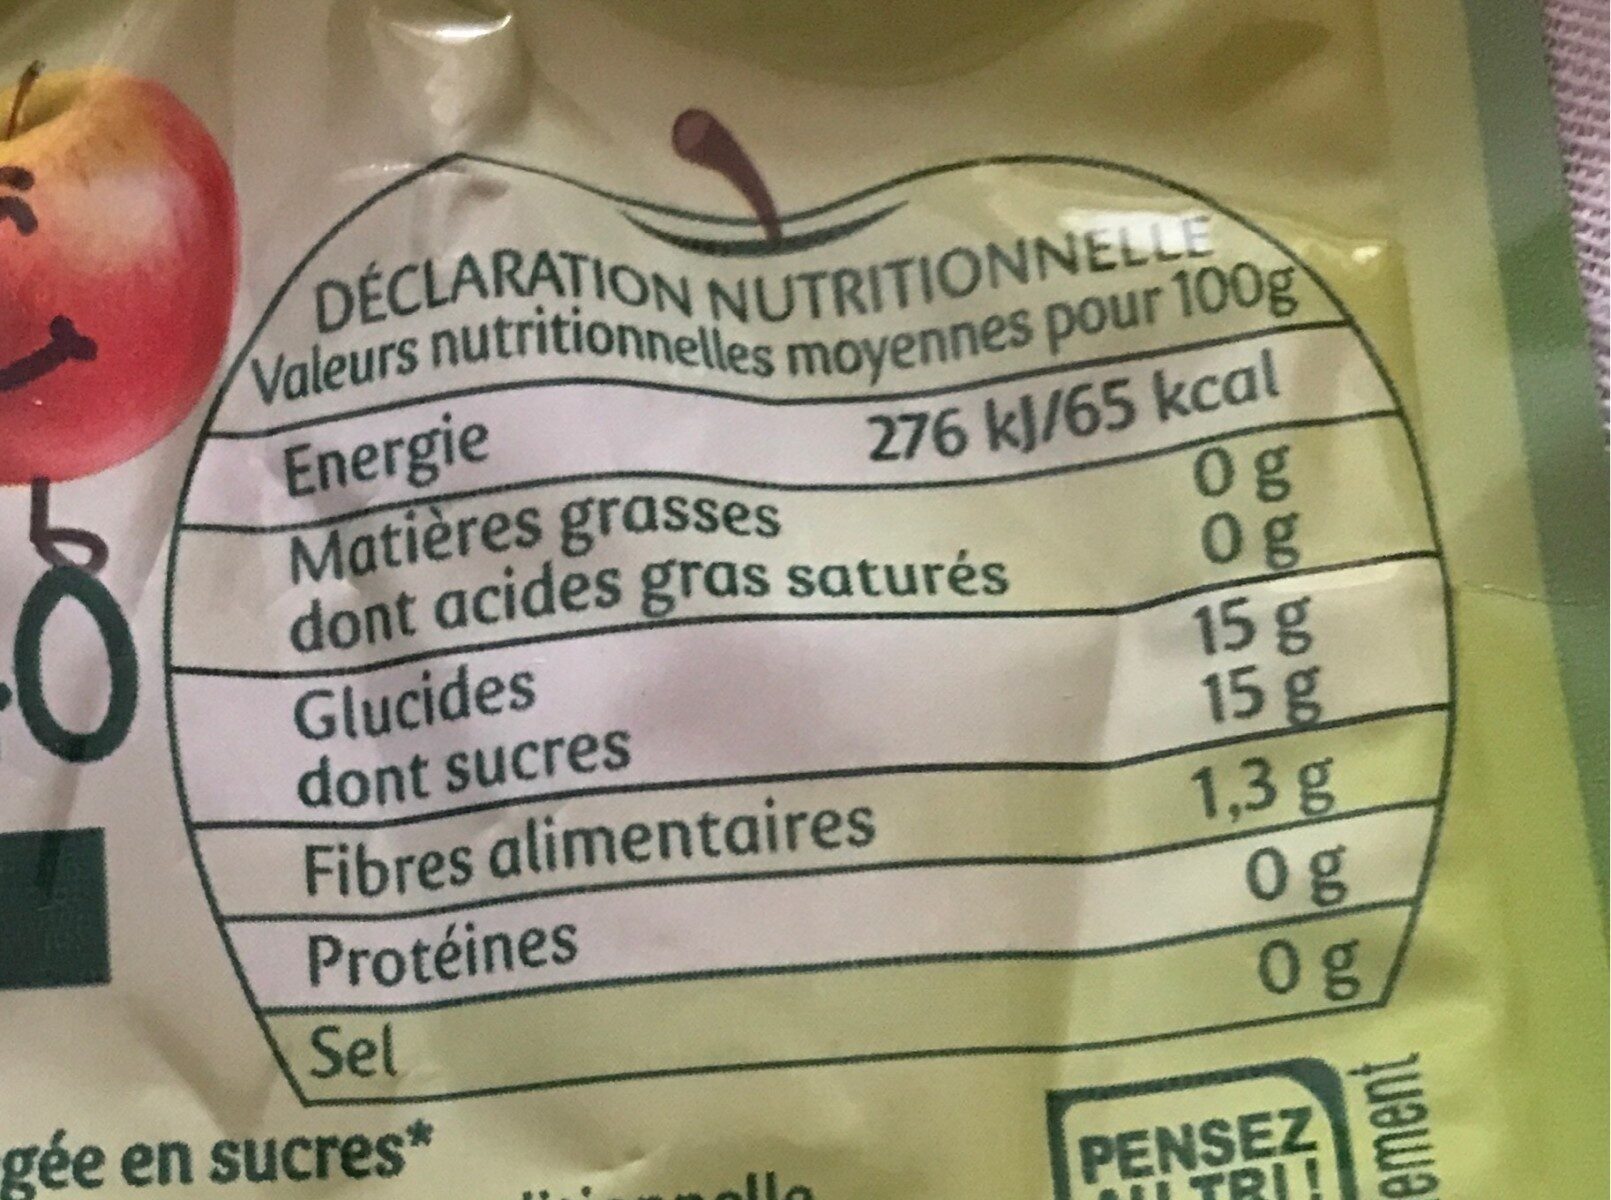 DÉCLARATION NUTRITIONNELLE
Valeurs nutritionnelles moyennes pour 100g
Energie 276 kJ/65 kcal
Matières grasses 0 g
dont acides gras saturés 0 g
Glucides 15 g
dont sucres 15 g
Fibres alimentaires 1,3 g
Protéines 0 g
Sel 0 g
gée en sucres*
PENSEZ
AU TRI !
ement